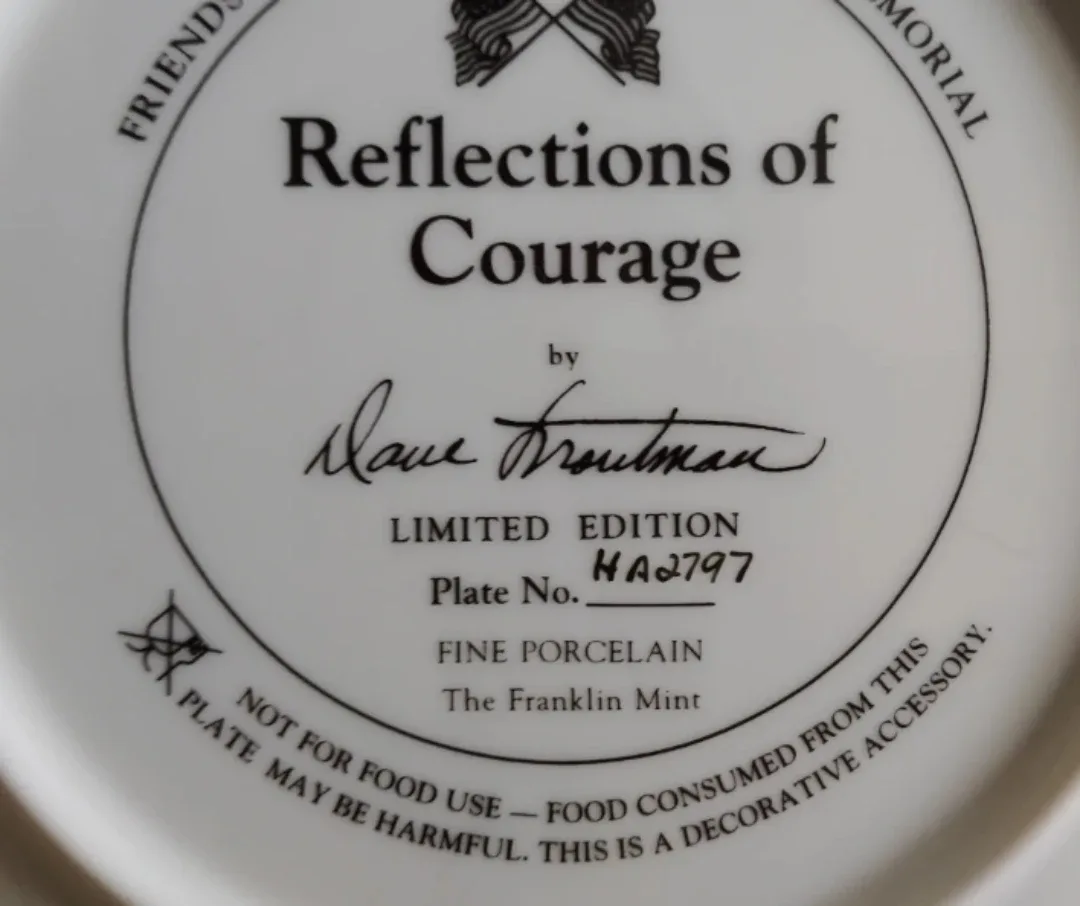 FRIENDS
MORIAL
Reflections of
Courage
by
Dave Troutman
LIMITED EDITION
Plate No. HA2797
FINE PORCELAIN
The Franklin Mint
NOT FOR FOOD USE — FOOD CONSUMED FROM THIS
PLATE MAY BE HARMFUL. THIS IS A DECORATIVE ACCESSORY.